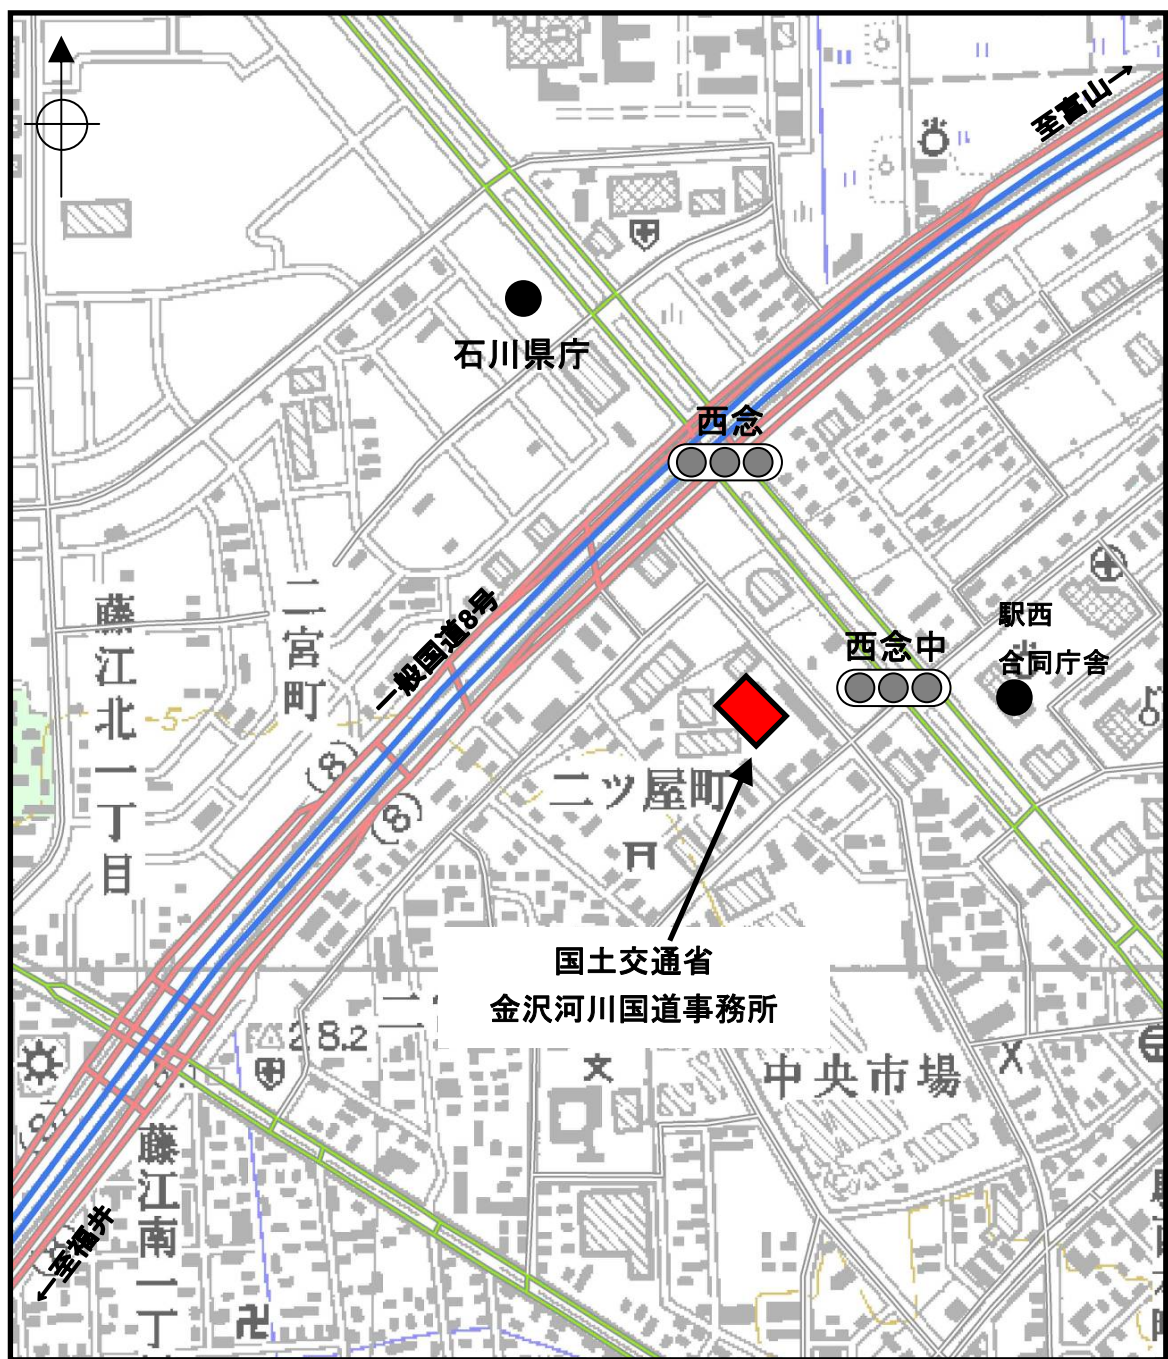 至富山→
石川県庁
西念
一般国道8号
二宮町
藤江北一丁目
駅西
合同庁舎
西念中
5
(8)
(8)
二ツ屋町
国土交通省
金沢河川国道事務所
28.2
中央市場
藤江南一丁
←至福井